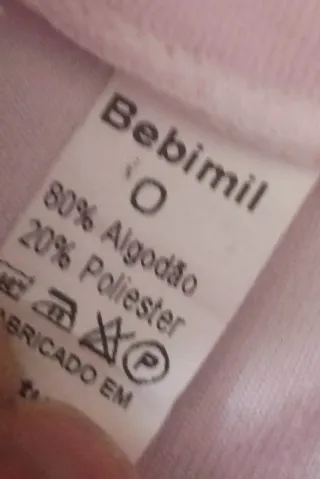 Bebimil
O
80% Algodão
20% Poliester
P
FABRICADO EM